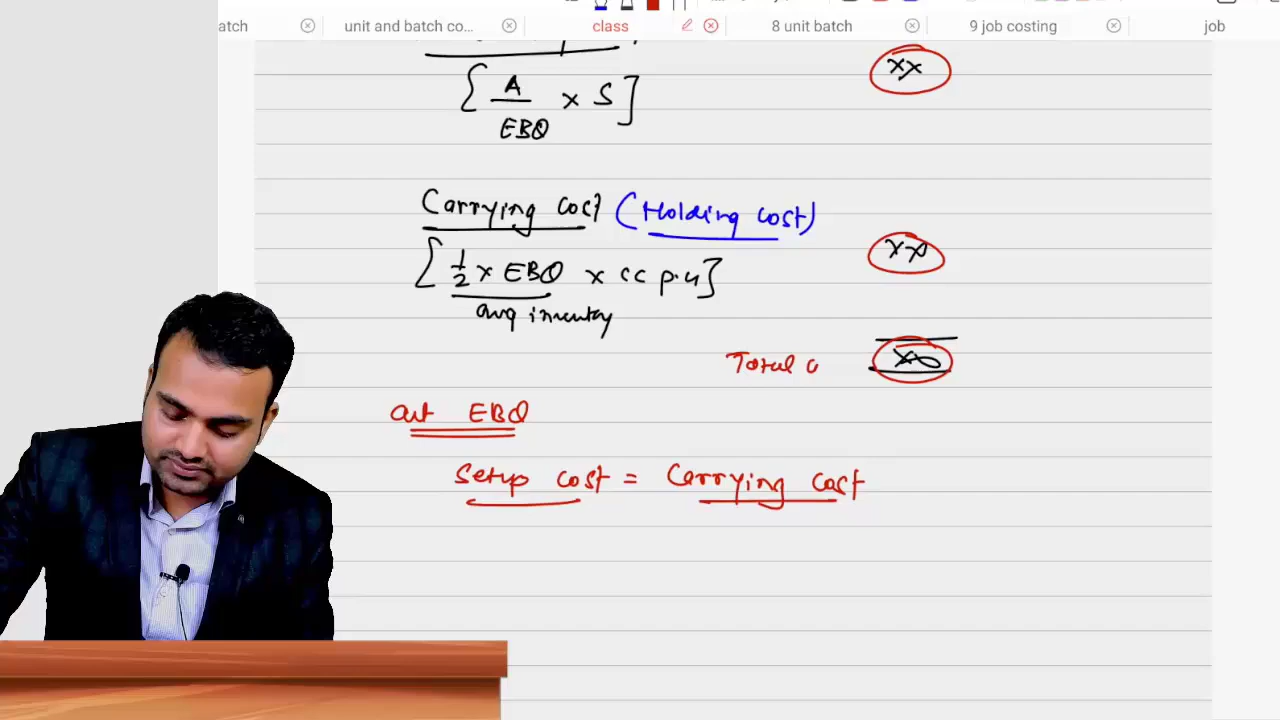 atch unit and batch co... class 8 unit batch 9 job costing job
xx
[ A / EBQ x S ]
Carrying cost (Holding cost)
xx
[ 1/2 x EBQ x cc p.u ]
avg inventory
Total c xx
at EBQ
Setup cost = Carrying cost